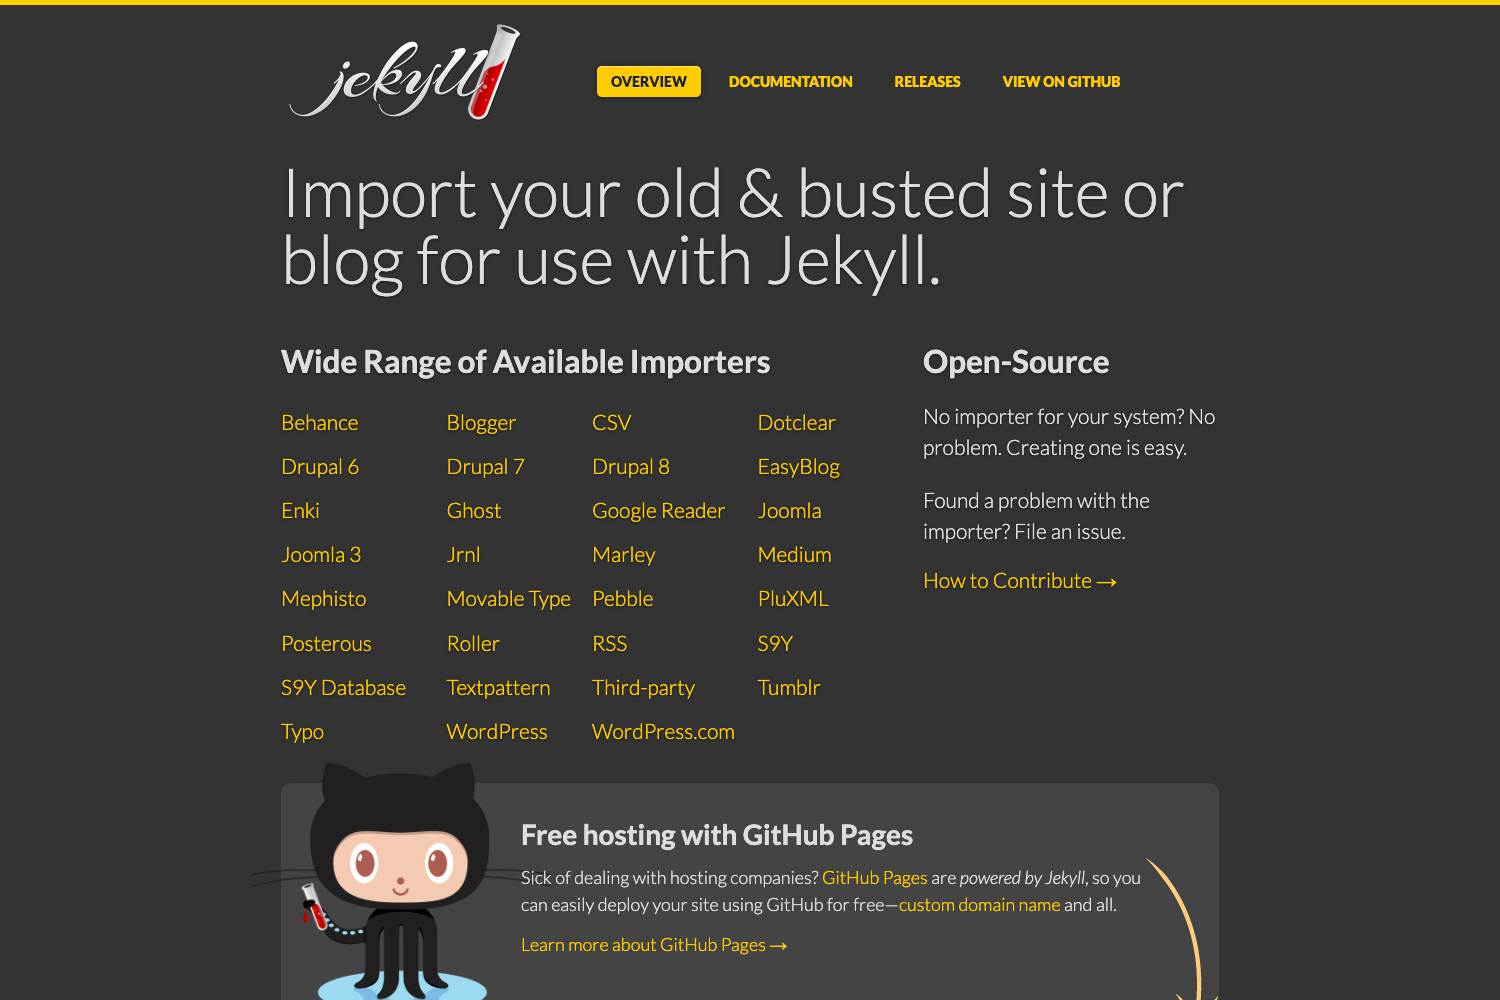 jekyll
OVERVIEW DOCUMENTATION RELEASES VIEW ON GITHUB
Import your old & busted site or
blog for use with Jekyll.
Wide Range of Available Importers
Behance Blogger CSV Dotclear
Drupal 6 Drupal 7 Drupal 8 EasyBlog
Enki Ghost Google Reader Joomla
Joomla 3 Jrnl Marley Medium
Mephisto Movable Type Pebble PluXML
Posterous Roller RSS S9Y
S9Y Database Textpattern Third-party Tumblr
Typo WordPress WordPress.com
Open-Source
No importer for your system? No
problem. Creating one is easy.
Found a problem with the
importer? File an issue.
How to Contribute →
Free hosting with GitHub Pages
Sick of dealing with hosting companies? GitHub Pages are powered by Jekyll, so you
can easily deploy your site using GitHub for free—custom domain name and all.
Learn more about GitHub Pages →